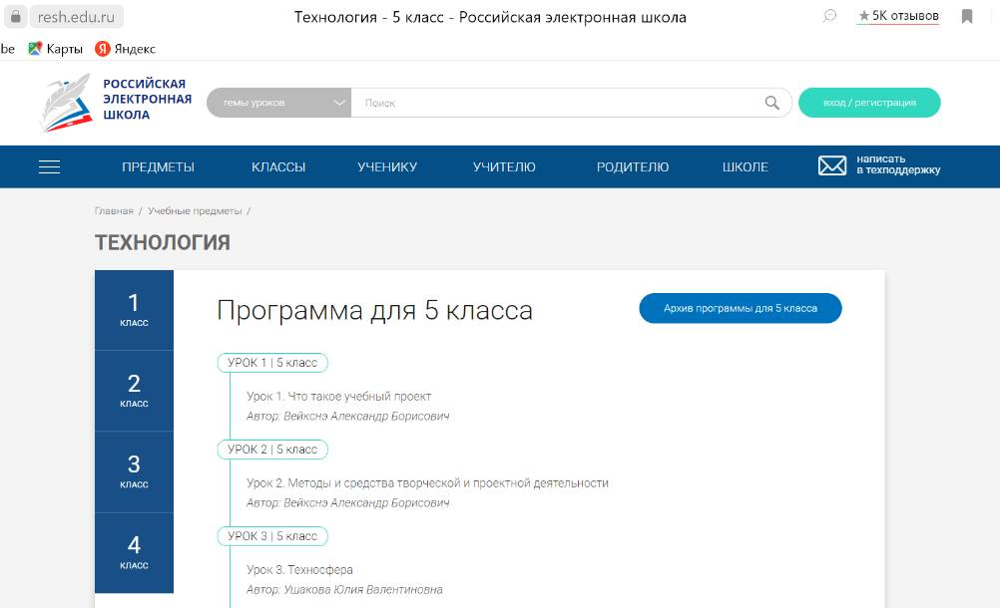 resh.edu.ru
Технология - 5 класс - Российская электронная школа
5К отзывов
be
Карты
Яндекс
РОССИЙСКАЯ
ЭЛЕКТРОННАЯ
ШКОЛА
темы уроков
Поиск
вход / регистрация
ПРЕДМЕТЫ
КЛАССЫ
УЧЕНИКУ
УЧИТЕЛЮ
РОДИТЕЛЮ
ШКОЛЕ
написать
в техподдержку
Главная / Учебные предметы /
ТЕХНОЛОГИЯ
1
КЛАСС
2
КЛАСС
3
КЛАСС
4
КЛАСС
Программа для 5 класса
Архив программы для 5 класса
УРОК 1 | 5 класс
Урок 1. Что такое учебный проект
Автор: Вейкснэ Александр Борисович
УРОК 2 | 5 класс
Урок 2. Методы и средства творческой и проектной деятельности
Автор: Вейкснэ Александр Борисович
УРОК 3 | 5 класс
Урок 3. Техносфера
Автор: Ушакова Юлия Валентиновна